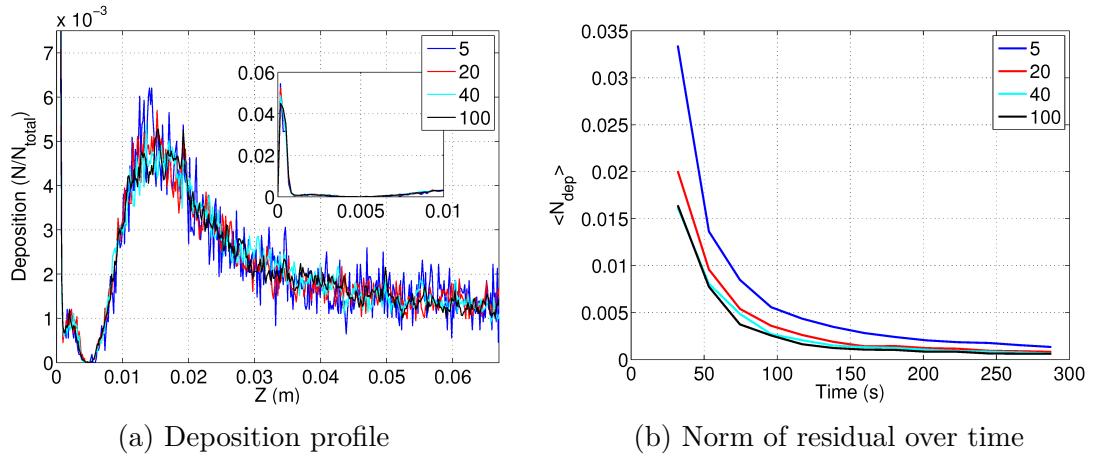 x 10⁻³
7
6
5
4
3
2
1
0
Deposition (N/N_total)
0 0.01 0.02 0.03 0.04 0.05 0.06
Z (m)
5
20
40
100
0.06
0.04
0.02
0
0 0.005 0.01
(a) Deposition profile
0.035
0.03
0.025
0.02
0.015
0.01
0.005
0
<N_dep>
0 50 100 150 200 250 300
Time (s)
5
20
40
100
(b) Norm of residual over time